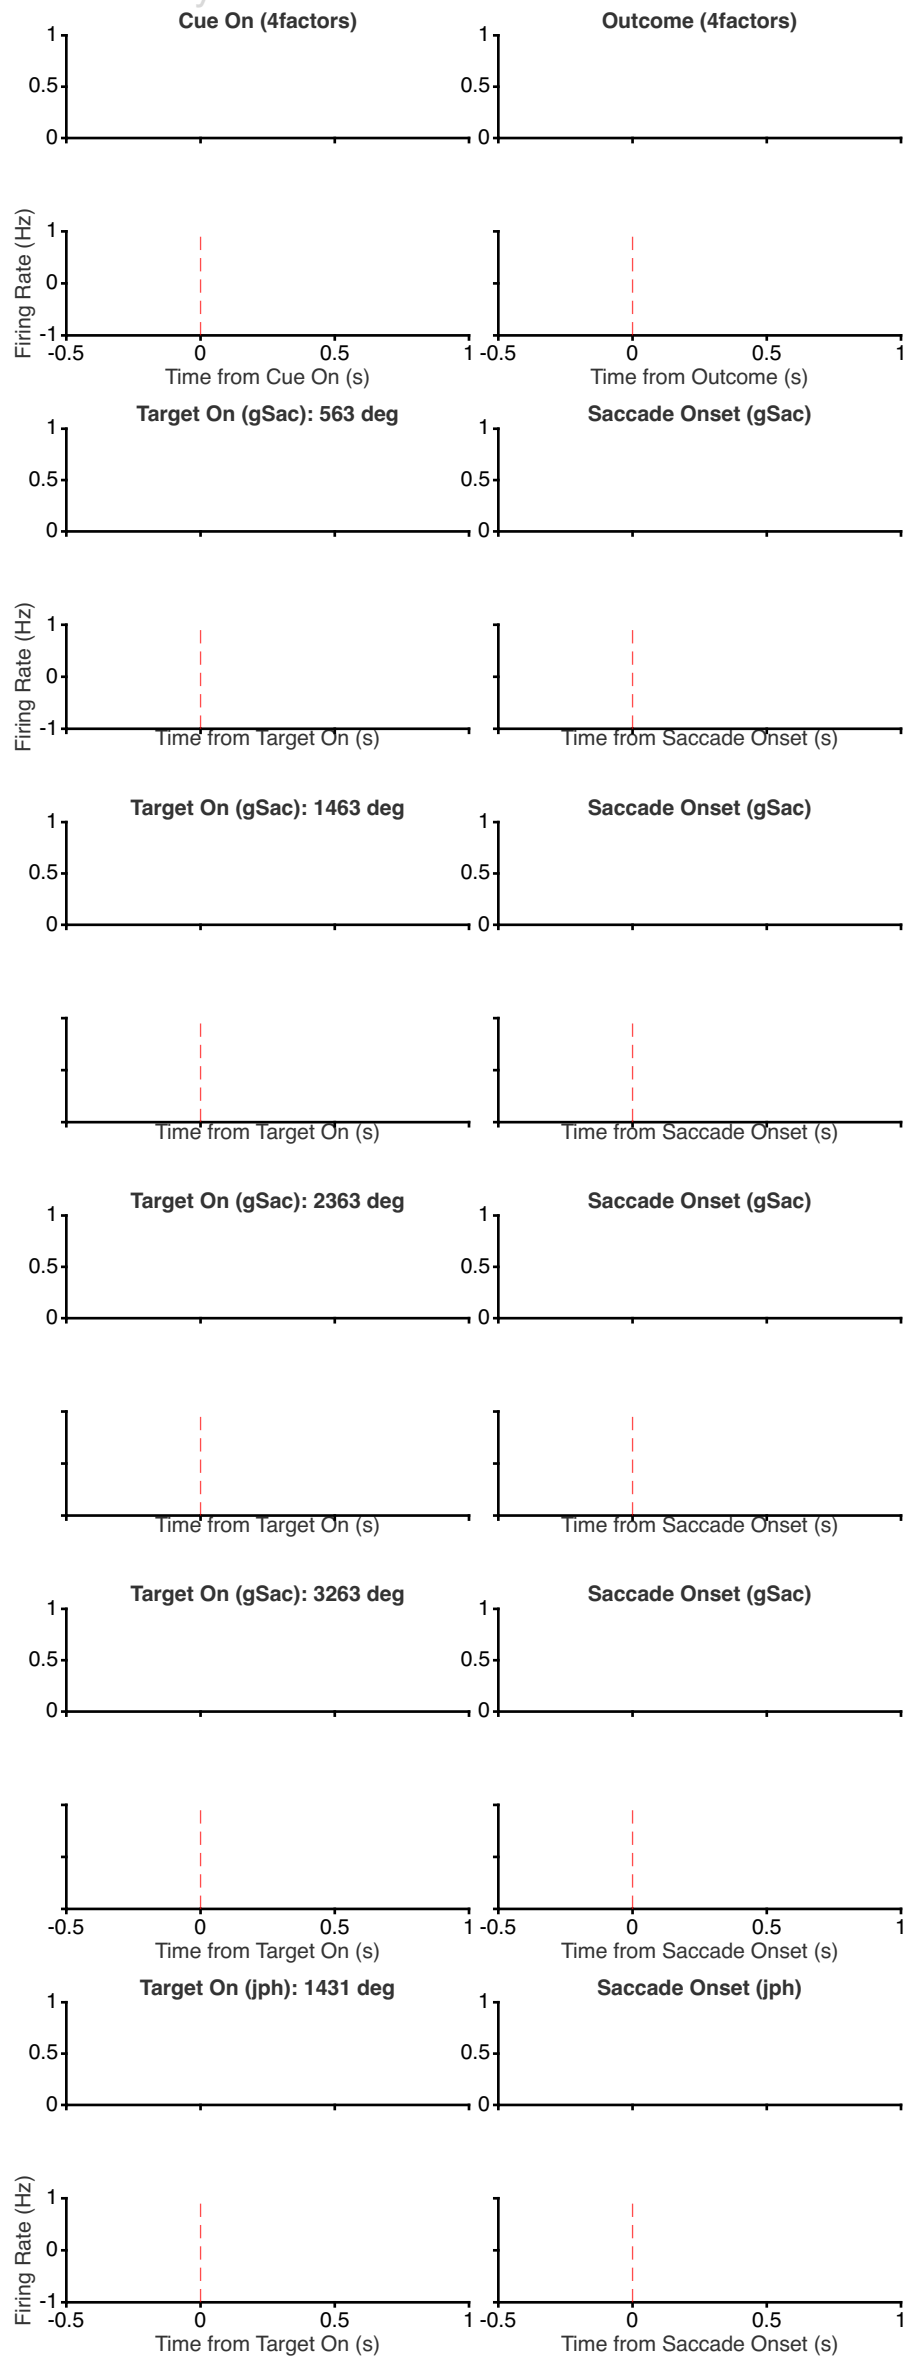 Cue On (4factors) Outcome (4factors)
1 1
0.5 0.5
0 0
Firing Rate (Hz)
1 1
0 0
-1 -1
-0.5 0 0.5 1 -0.5 0 0.5 1
Time from Cue On (s) Time from Outcome (s)
Target On (gSac): 563 deg Saccade Onset (gSac)
1 1
0.5 0.5
0 0
Firing Rate (Hz)
1
0
-1
Time from Target On (s) Time from Saccade Onset (s)
Target On (gSac): 1463 deg Saccade Onset (gSac)
1 1
0.5 0.5
0 0
Time from Target On (s) Time from Saccade Onset (s)
Target On (gSac): 2363 deg Saccade Onset (gSac)
1 1
0.5 0.5
0 0
Time from Target On (s) Time from Saccade Onset (s)
Target On (gSac): 3263 deg Saccade Onset (gSac)
1 1
0.5 0.5
0 0
-0.5 0 0.5 1 -0.5 0 0.5 1
Time from Target On (s) Time from Saccade Onset (s)
Target On (jph): 1431 deg Saccade Onset (jph)
1 1
0.5 0.5
0 0
Firing Rate (Hz)
1
0
-1
-0.5 0 0.5 1 -0.5 0 0.5 1
Time from Target On (s) Time from Saccade Onset (s)